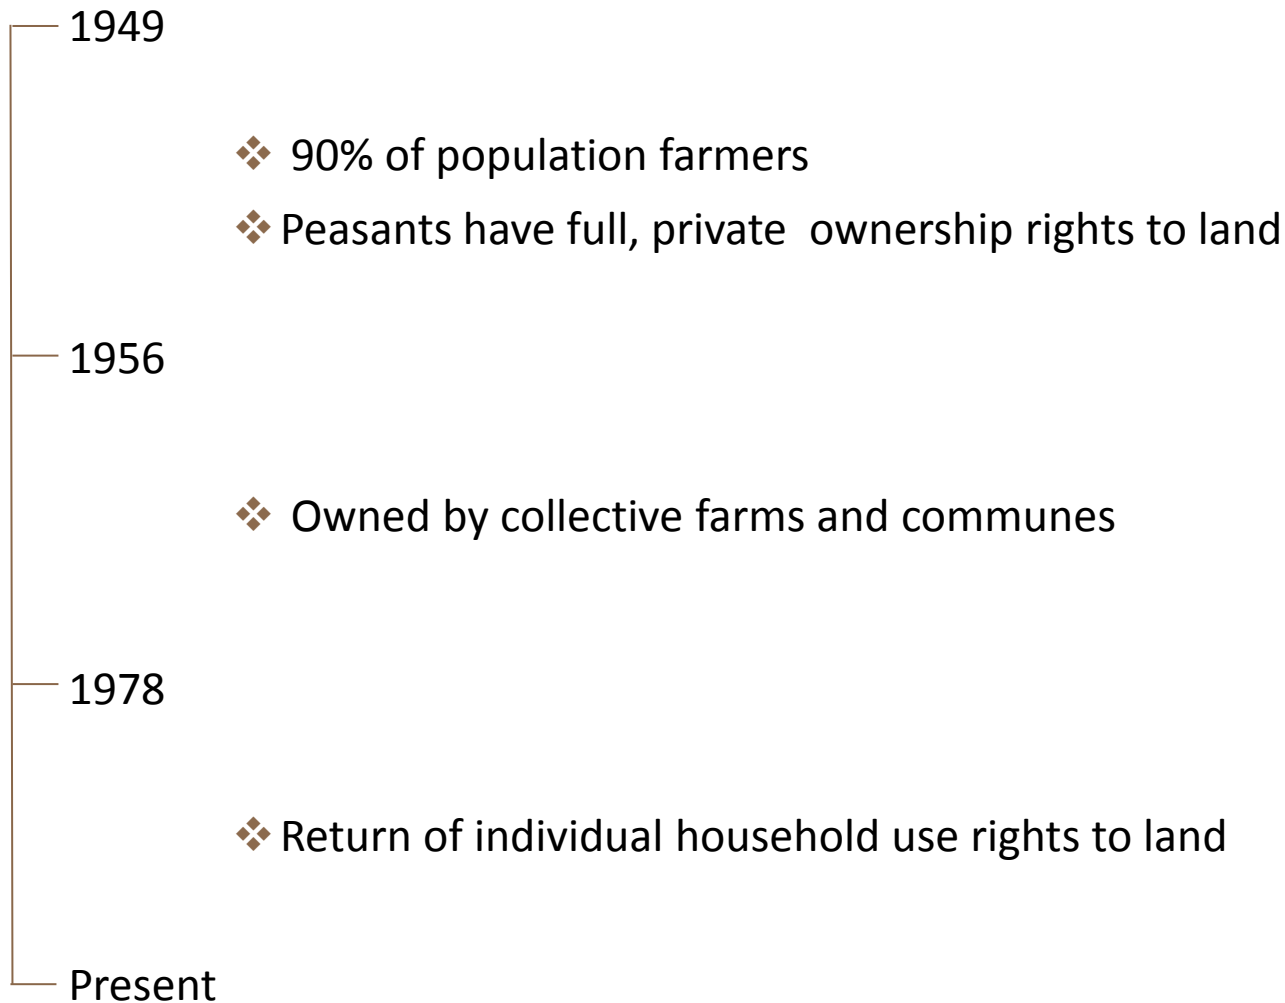 1949
❖ 90% of population farmers
❖ Peasants have full, private ownership rights to land
1956
❖ Owned by collective farms and communes
1978
❖ Return of individual household use rights to land
Present